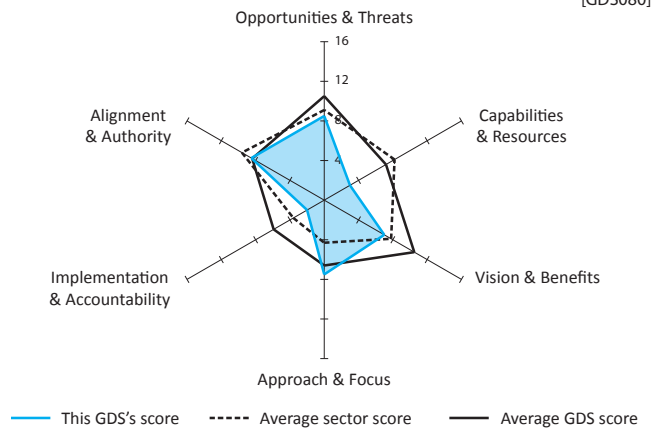 [GDS080]
Opportunities & Threats
16
12
8
4
Alignment
& Authority
Capabilities
& Resources
Implementation
& Accountability
Vision & Benefits
Approach & Focus
This GDS’s score
Average sector score
Average GDS score